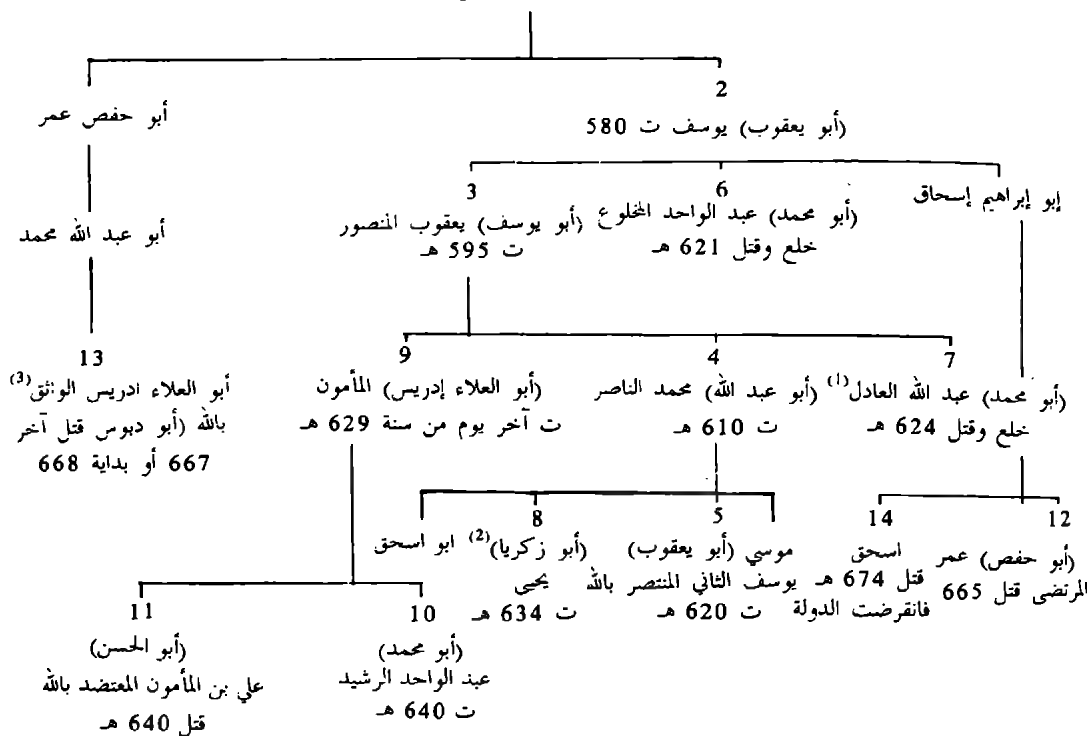 2
(أبو يعقوب) يوسف ت 580
أبو حفص عمر
إبو إبراهيم إسحاق
6
(أبو محمد) عبد الواحد المخلوع
خلع وقتل 621 هـ
3
(أبو يوسف) يعقوب المنصور
ت 595 هـ
أبو عبد الله محمد
7
(أبو محمد) عبد الله العادل(1)
خلع وقتل 624 هـ
4
(أبو عبد الله) محمد الناصر
ت 610 هـ
9
(أبو العلاء إدريس) المأمون
ت آخر يوم من سنة 629 هـ
13
أبو العلاء ادريس الواثق(3)
بالله (أبو دبوس قتل آخر
667 أو بداية 668
12
(أبو حفص) عمر
المرتضى قتل 665
14
اسحق
قتل 674 هـ
فانقرضت الدولة
موسي
5
(أبو يعقوب)
يوسف الثاني المنتصر بالله
ت 620 هـ
8
(أبو زكريا)(2)
يحيى
ت 634 هـ
ابو اسحق
10
(أبو محمد)
عبد الواحد الرشيد
ت 640 هـ
11
(أبو الحسن)
علي بن المأمون المعتضد بالله
قتل 640 هـ